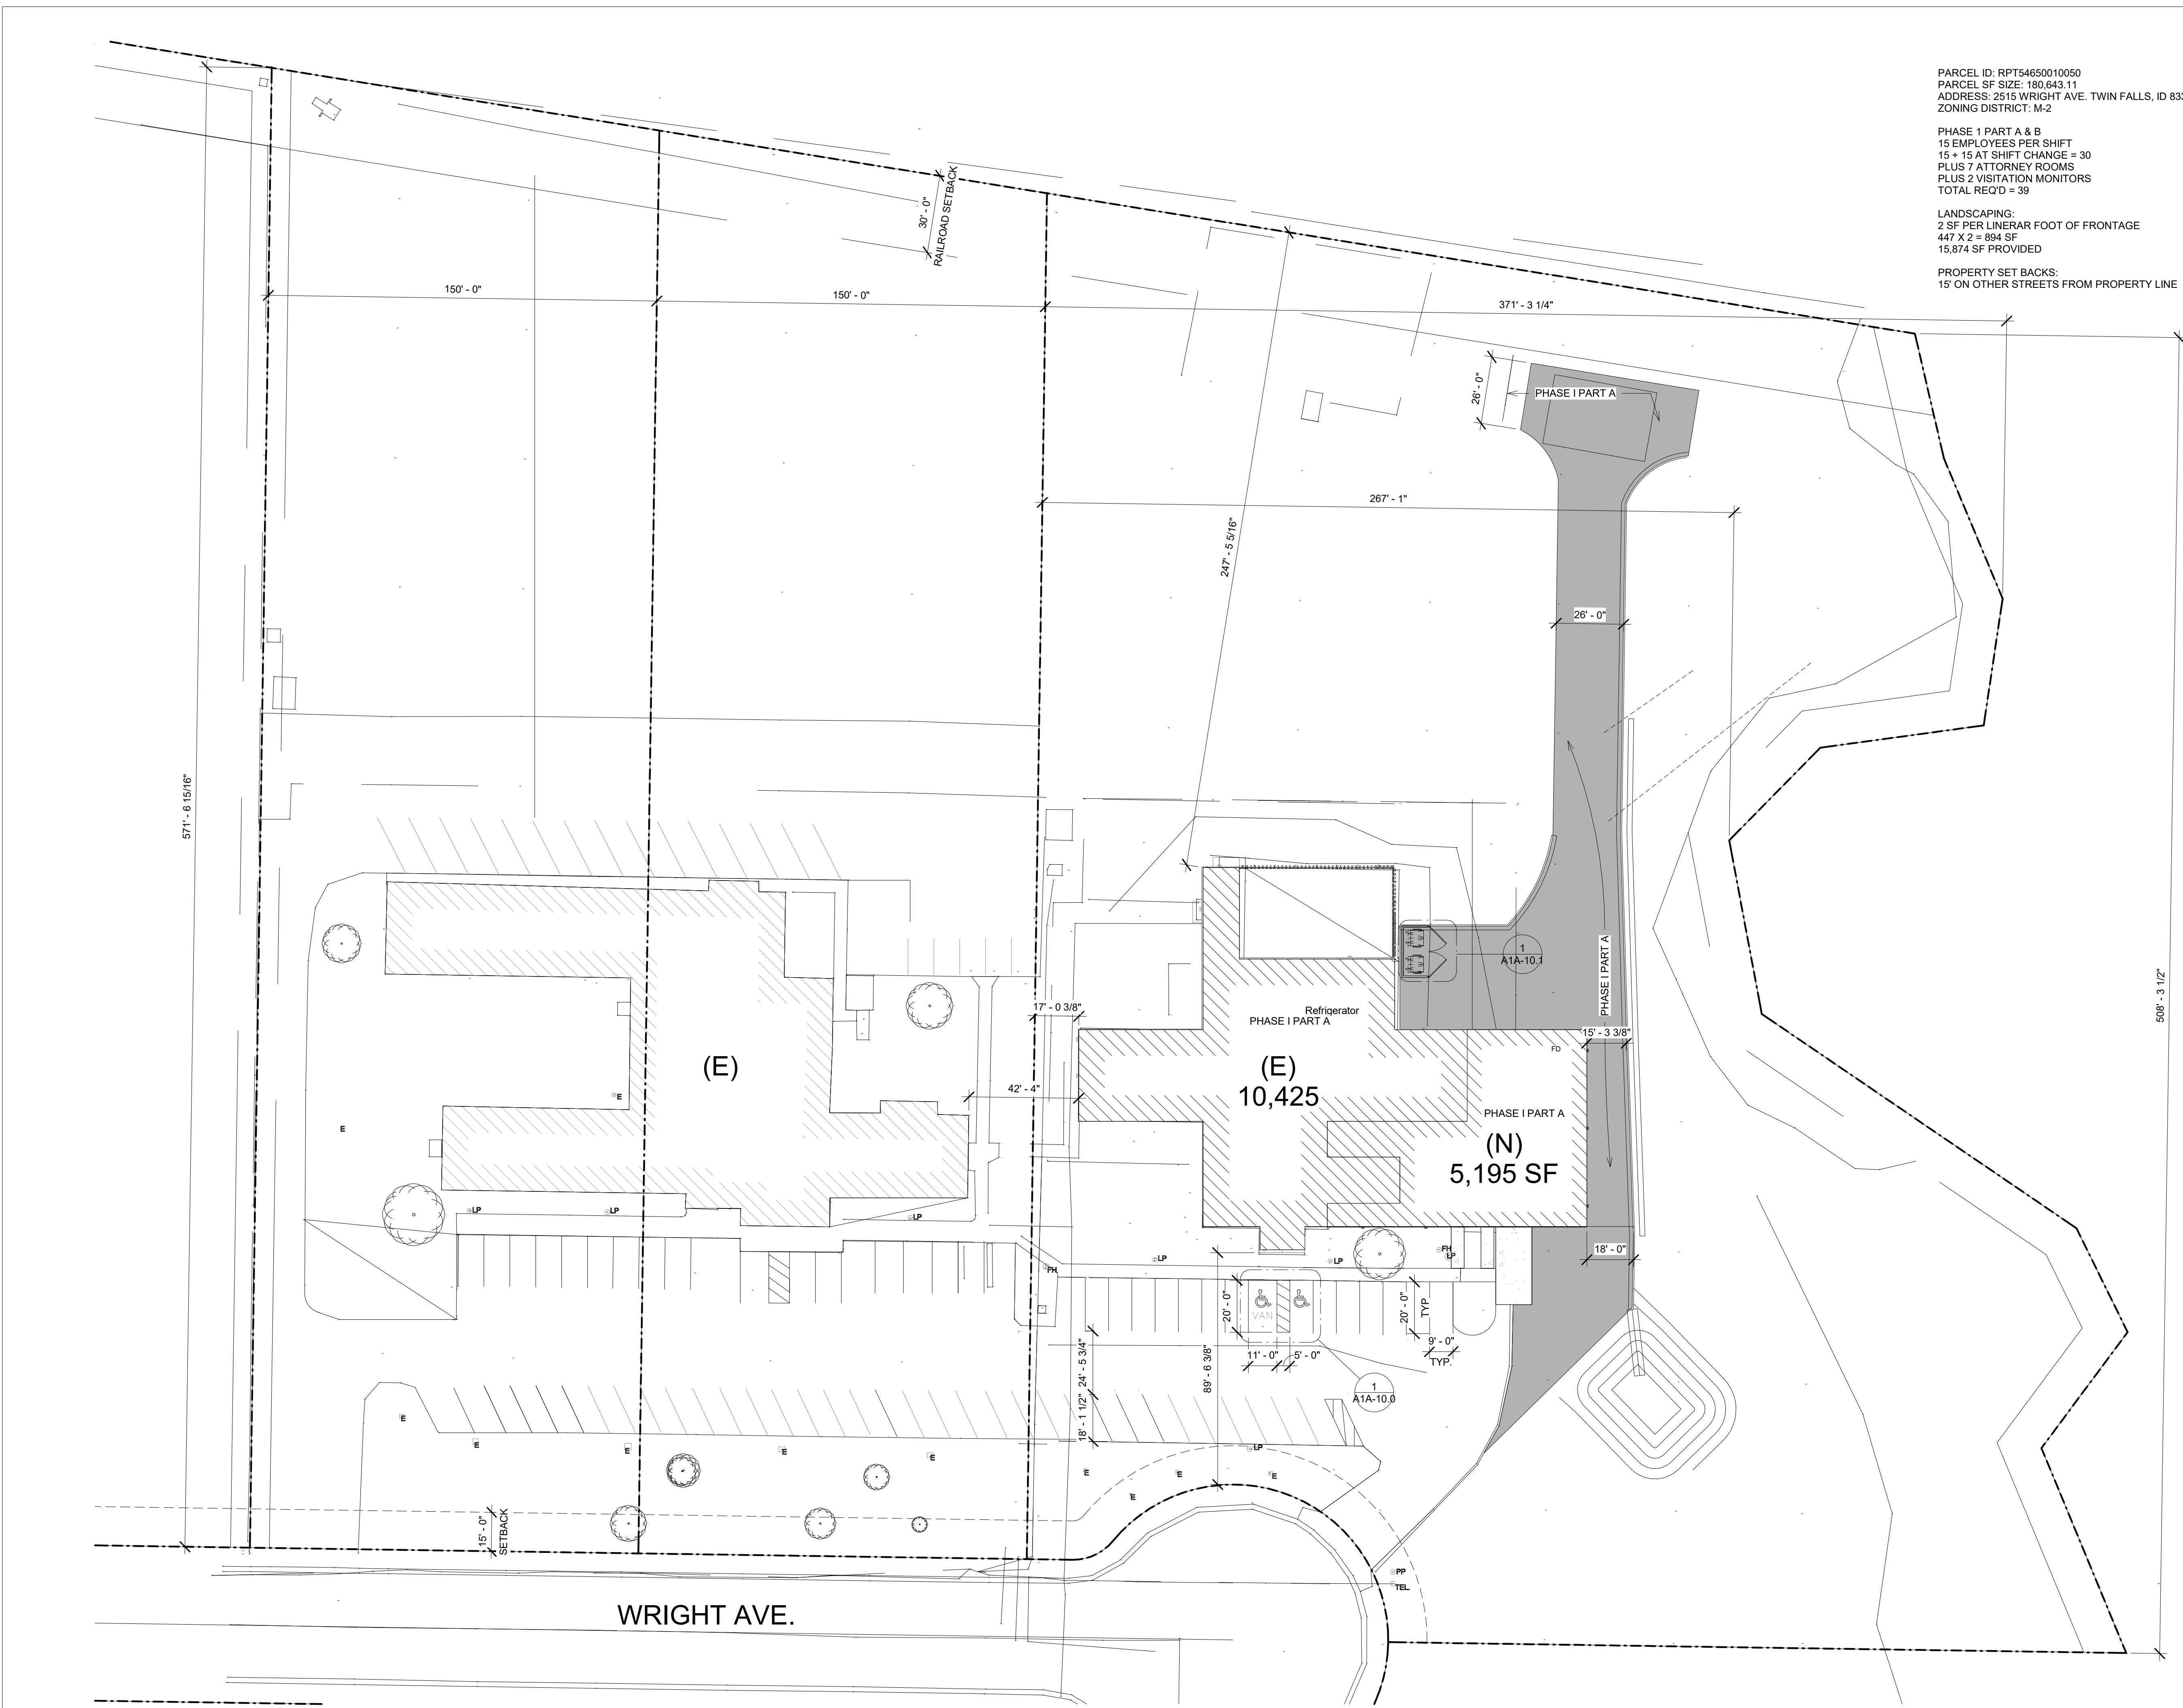 PARCEL ID: RPT54650010050
PARCEL SF SIZE: 180,643.11
ADDRESS: 2515 WRIGHT AVE. TWIN FALLS, ID 833
ZONING DISTRICT: M-2
PHASE 1 PART A & B
15 EMPLOYEES PER SHIFT
15 + 15 AT SHIFT CHANGE = 30
PLUS 7 ATTORNEY ROOMS
PLUS 2 VISITATION MONITORS
TOTAL REQ'D = 39
LANDSCAPING:
2 SF PER LINERAR FOOT OF FRONTAGE
447 X 2 = 894 SF
15,874 SF PROVIDED
PROPERTY SET BACKS:
15' ON OTHER STREETS FROM PROPERTY LINE
30' - 0"
RAILROAD SETBACK
150' - 0"
150' - 0"
371' - 3 1/4"
26' - 0"
PHASE I PART A
267' - 1"
247' - 5 5/16"
26' - 0"
571' - 6 15/16"
508' - 3 1/2"
PHASE I PART A
1
A1A-10.1
17' - 0 3/8"
Refrigerator
PHASE I PART A
15' - 3 3/8"
FD
(E)
(E)
10,425
42' - 4"
E
E
PHASE I PART A
(N)
5,195 SF
LP
LP
LP
LP
LP
FH
LP
FH
18' - 0"
20' - 0"
VAN
20' - 0"
TYP
9' - 0"
TYP.
11' - 0"
5' - 0"
24' - 5 3/4"
18' - 1 1/2"
89' - 6 3/8"
1
A1A-10.0
E
E
E
E
E
LP
E
E
E
E
15' - 0"
SETBACK
PP
TEL
WRIGHT AVE.